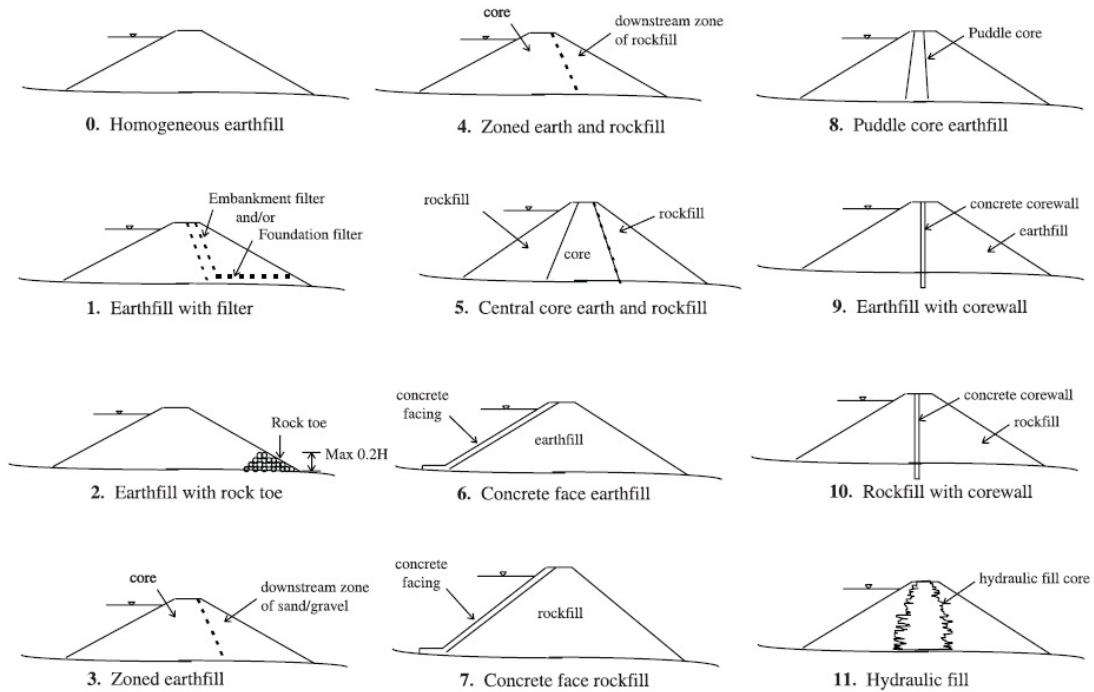 0. Homogeneous earthfill
core
downstream zone
of rockfill
4. Zoned earth and rockfill
Puddle core
8. Puddle core earthfill
Embankment filter
and/or
Foundation filter
1. Earthfill with filter
rockfill
rockfill
core
5. Central core earth and rockfill
concrete corewall
earthfill
9. Earthfill with corewall
Rock toe
Max 0.2H
2. Earthfill with rock toe
concrete
facing
earthfill
6. Concrete face earthfill
concrete corewall
rockfill
10. Rockfill with corewall
core
downstream zone
of sand/gravel
3. Zoned earthfill
concrete
facing
rockfill
7. Concrete face rockfill
hydraulic fill core
11. Hydraulic fill